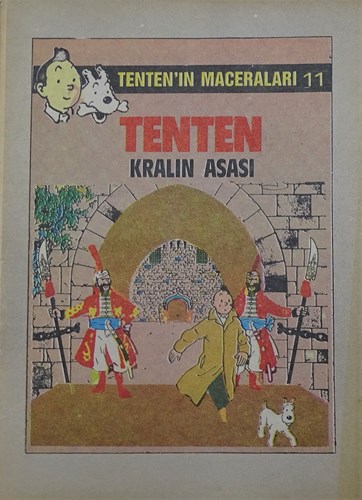 TENTEN'IN MACERALARI 11
TENTEN
KRALIN ASASI